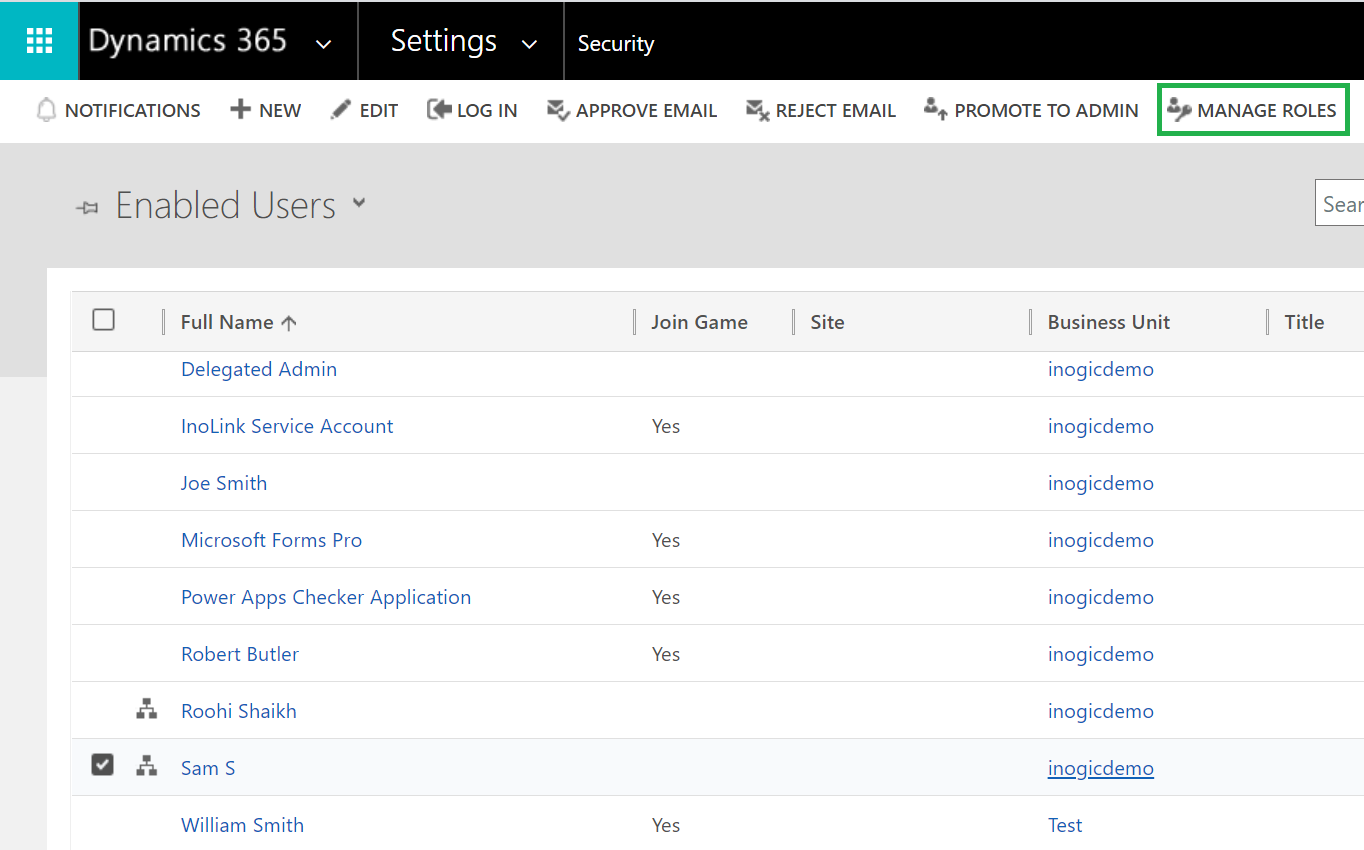 Dynamics 365 Settings Security
NOTIFICATIONS NEW EDIT LOG IN APPROVE EMAIL REJECT EMAIL PROMOTE TO ADMIN MANAGE ROLES
Enabled Users
Sear
Full Name Join Game Site Business Unit Title
Delegated Admin inogicdemo
InoLink Service Account Yes inogicdemo
Joe Smith inogicdemo
Microsoft Forms Pro Yes inogicdemo
Power Apps Checker Application Yes inogicdemo
Robert Butler Yes inogicdemo
Roohi Shaikh inogicdemo
Sam S inogicdemo
William Smith Yes Test